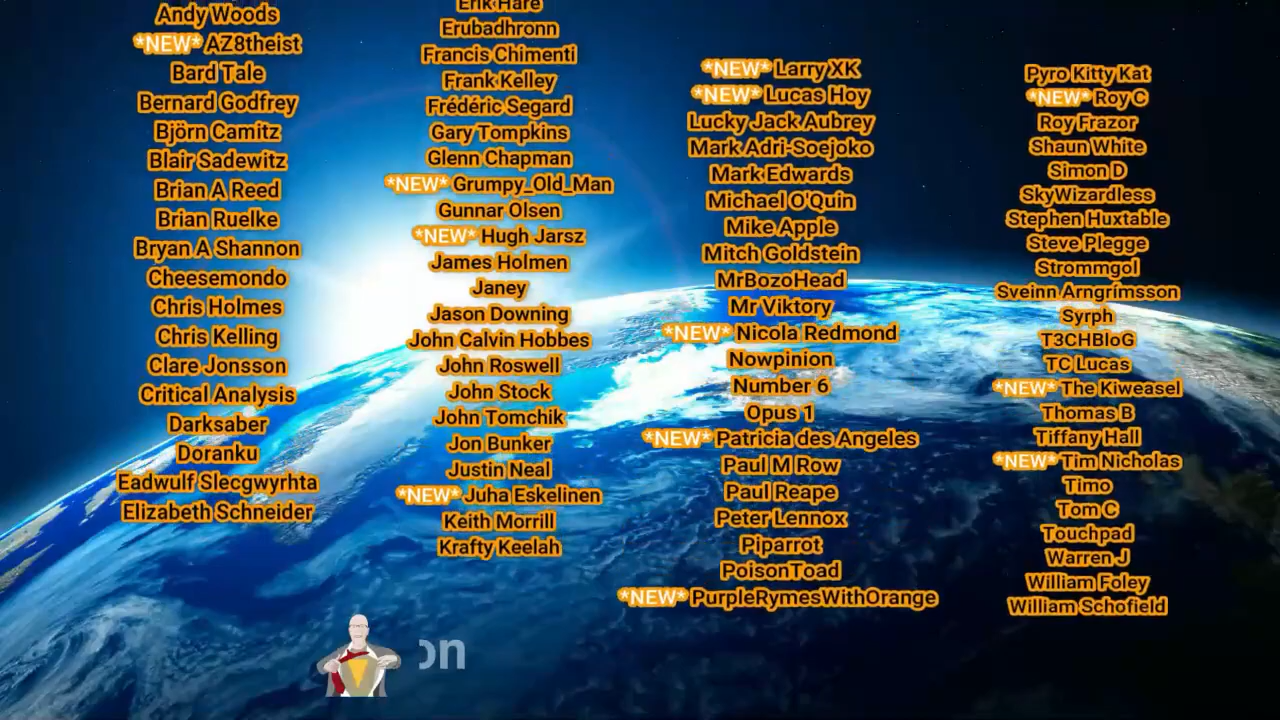 Andy Woods
*NEW* AZ8theist
Bard Tale
Bernard Godfrey
Björn Camitz
Blair Sadewitz
Brian A Reed
Brian Ruelke
Bryan A Shannon
Cheesemondo
Chris Holmes
Chris Kelling
Clare Jonsson
Critical Analysis
Darksaber
Doranku
Eadwulf Slecgwyrhta
Elizabeth Schneider
Erik Hare
Erubadhronn
Francis Chimenti
Frank Kelley
Frédéric Segard
Gary Tompkins
Glenn Chapman
*NEW* Grumpy_Old_Man
Gunnar Olsen
*NEW* Hugh Jarsz
James Holmen
Janey
Jason Downing
John Calvin Hobbes
John Roswell
John Stock
John Tomchik
Jon Bunker
Justin Neal
*NEW* Juha Eskelinen
Keith Morrill
Krafty Keelah
*NEW* Larry XK
*NEW* Lucas Hoy
Lucky Jack Aubrey
Mark Adri-Soejoko
Mark Edwards
Michael O'Quin
Mike Apple
Mitch Goldstein
MrBozoHead
Mr Viktory
*NEW* Nicola Redmond
Nowpinion
Number 6
Opus 1
*NEW* Patricia des Angeles
Paul M Row
Paul Reape
Peter Lennox
Piparrot
PoisonToad
*NEW* PurpleRymesWithOrange
Pyro Kitty Kat
*NEW* Roy C
Roy Frazor
Shaun White
Simon D
SkyWizardless
Stephen Huxtable
Steve Plegge
Strommgol
Sveinn Arngrímsson
Syrph
T3CHBloG
TC Lucas
*NEW* The Kiweasel
Thomas B
Tiffany Hall
*NEW* Tim Nicholas
Timo
Tom C
Touchpad
Warren J
William Foley
William Schofield
on